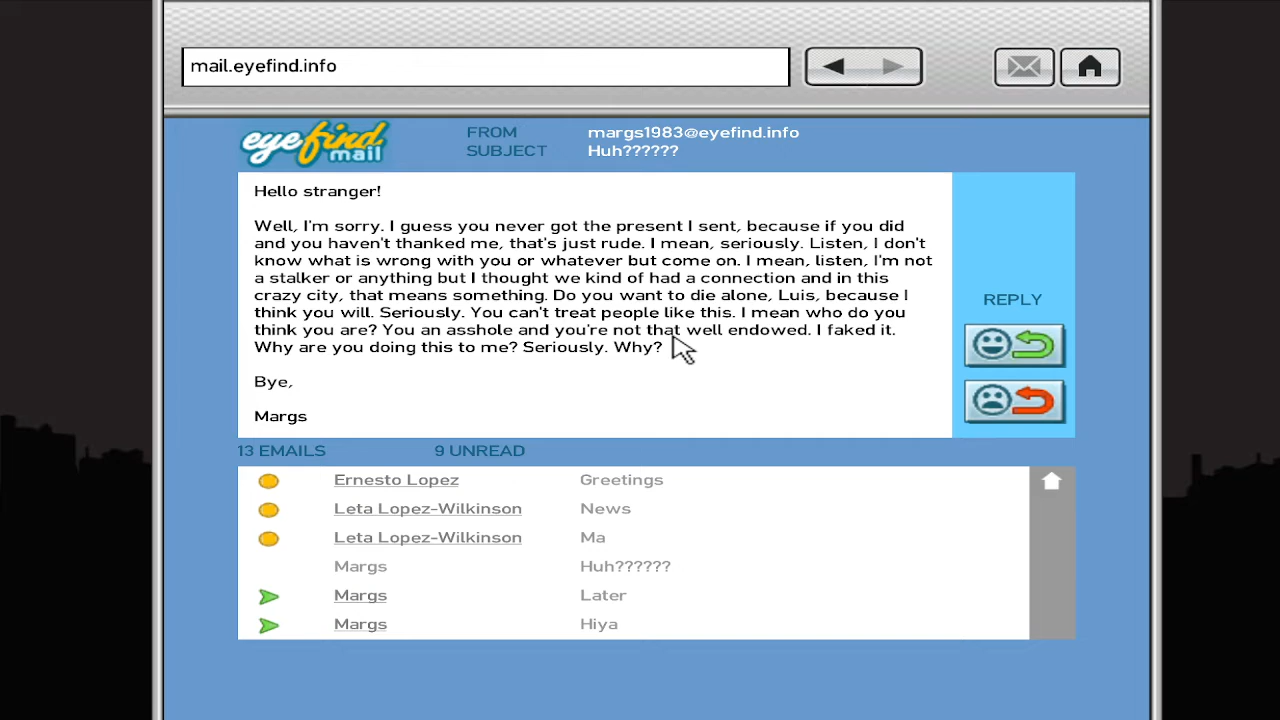 mail.eyefind.info
eyefind mail
FROM margs1983@eyefind.info
SUBJECT Huh??????
Hello stranger!
Well, I'm sorry. I guess you never got the present I sent, because if you did
and you haven't thanked me, that's just rude. I mean, seriously. Listen, I don't
know what is wrong with you or whatever but come on. I mean, listen, I'm not
a stalker or anything but I thought we kind of had a connection and in this
crazy city, that means something. Do you want to die alone, Luis, because I
think you will. Seriously. You can't treat people like this. I mean who do you
think you are? You an asshole and you're not that well endowed. I faked it.
Why are you doing this to me? Seriously. Why?
Bye,
Margs
REPLY
13 EMAILS 9 UNREAD
Ernesto Lopez Greetings
Leta Lopez-Wilkinson News
Leta Lopez-Wilkinson Ma
Margs Huh??????
Margs Later
Margs Hiya